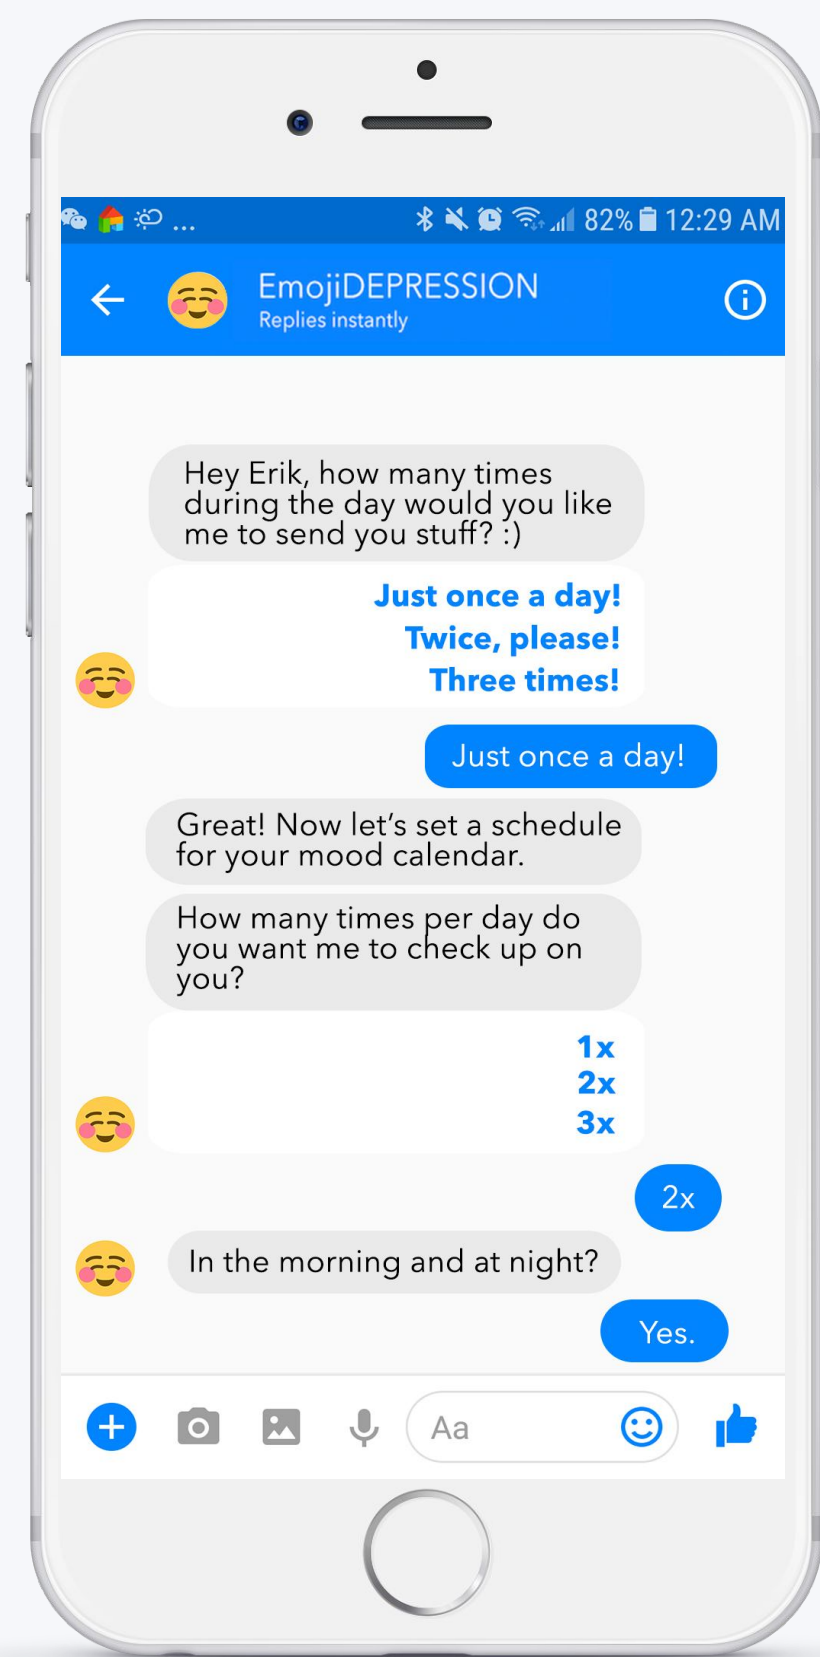 ... 82% 12:29 AM
EmojiDEPRESSION
Replies instantly
Hey Erik, how many times
during the day would you like
me to send you stuff? :)
Just once a day!
Twice, please!
Three times!
Just once a day!
Great! Now let’s set a schedule
for your mood calendar.
How many times per day do
you want me to check up on
you?
1x
2x
3x
2x
In the morning and at night?
Yes.
Aa